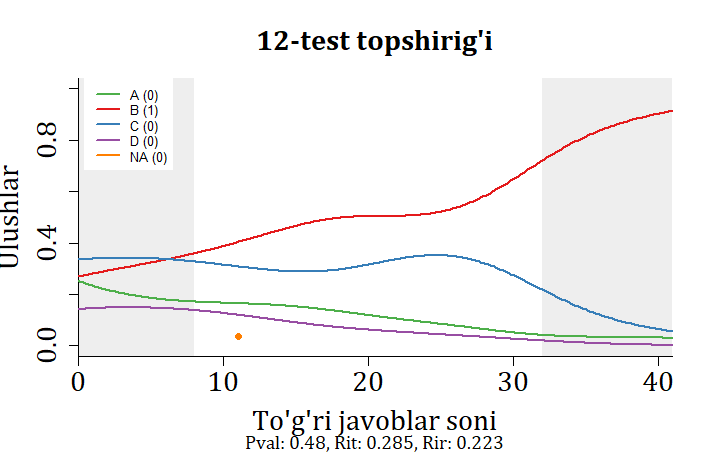 12-test topshirig'i
A (0)
B (1)
C (0)
D (0)
NA (0)
Ulushlar
0.8
0.4
0.0
0 10 20 30 40
To'g'ri javoblar soni
Pval: 0.48, Rit: 0.285, Rir: 0.223